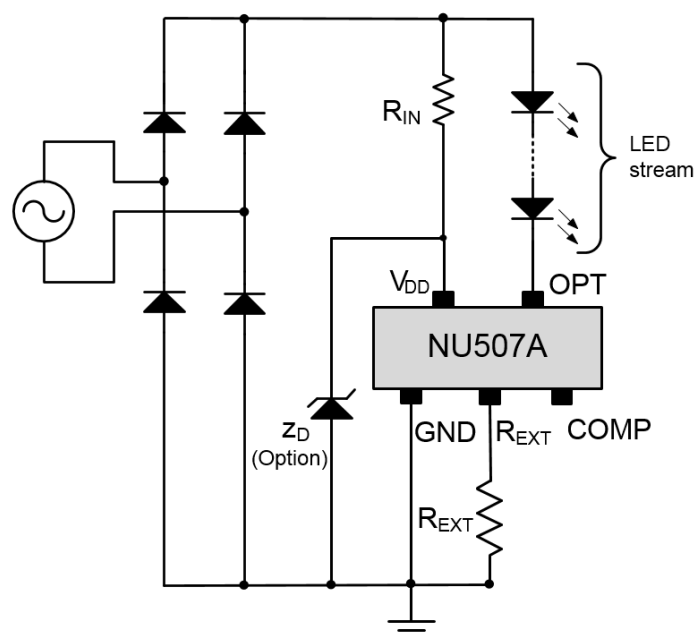 R_IN
LED
stream
V_DD
OPT
NU507A
z_D
(Option)
GND
R_EXT
COMP
R_EXT